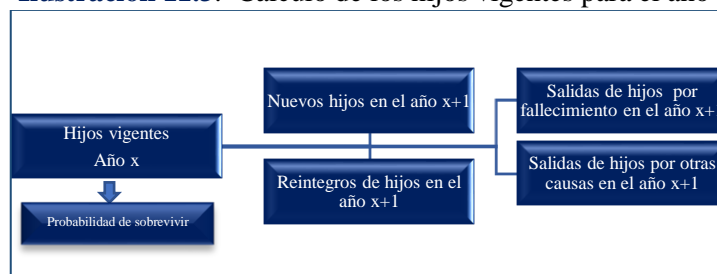 Ilustración 22.3. Cálculo de los hijos vigentes para el año
Nuevos hijos en el año x+1
Salidas de hijos por
fallecimiento en el año x+
Hijos vigentes
Año x
Reintegros de hijos en el
año x+1
Salidas de hijos por otras
causas en el año x+1
Probabilidad de sobrevivir